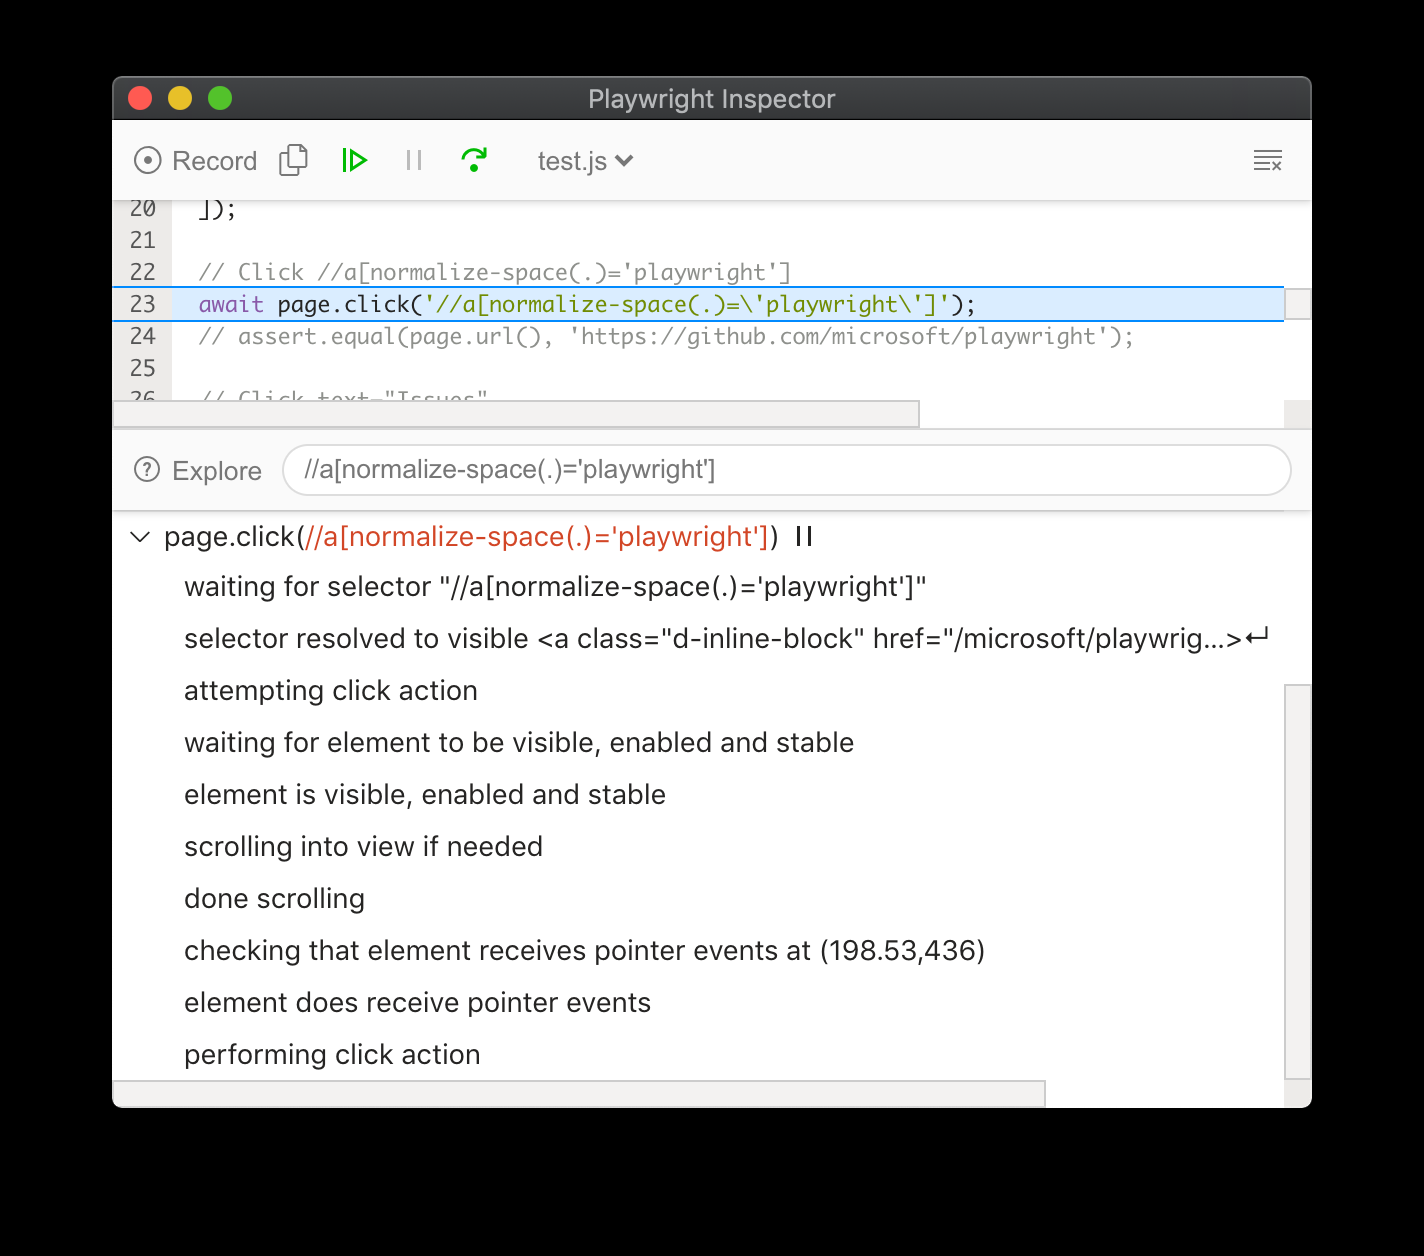 Playwright Inspector
Record test.js
20 ]);
21
22 // Click //a[normalize-space(.)='playwright']
23 await page.click('//a[normalize-space(.)=\'playwright\']');
24 // assert.equal(page.url(), 'https://github.com/microsoft/playwright');
25
26 // Click text="Issues"
Explore //a[normalize-space(.)='playwright']
page.click(//a[normalize-space(.)='playwright'])
waiting for selector "//a[normalize-space(.)='playwright']"
selector resolved to visible <a class="d-inline-block" href="/microsoft/playwrig...>↵
attempting click action
waiting for element to be visible, enabled and stable
element is visible, enabled and stable
scrolling into view if needed
done scrolling
checking that element receives pointer events at (198.53,436)
element does receive pointer events
performing click action